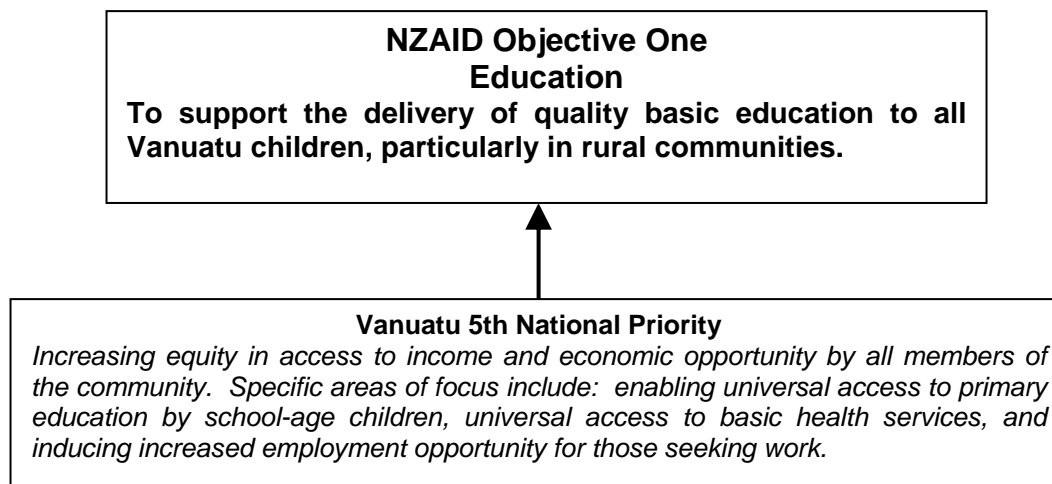 NZAID Objective One
Education
To support the delivery of quality basic education to all
Vanuatu children, particularly in rural communities.
Vanuatu 5th National Priority
Increasing equity in access to income and economic opportunity by all members of
the community. Specific areas of focus include: enabling universal access to primary
education by school-age children, universal access to basic health services, and
inducing increased employment opportunity for those seeking work.